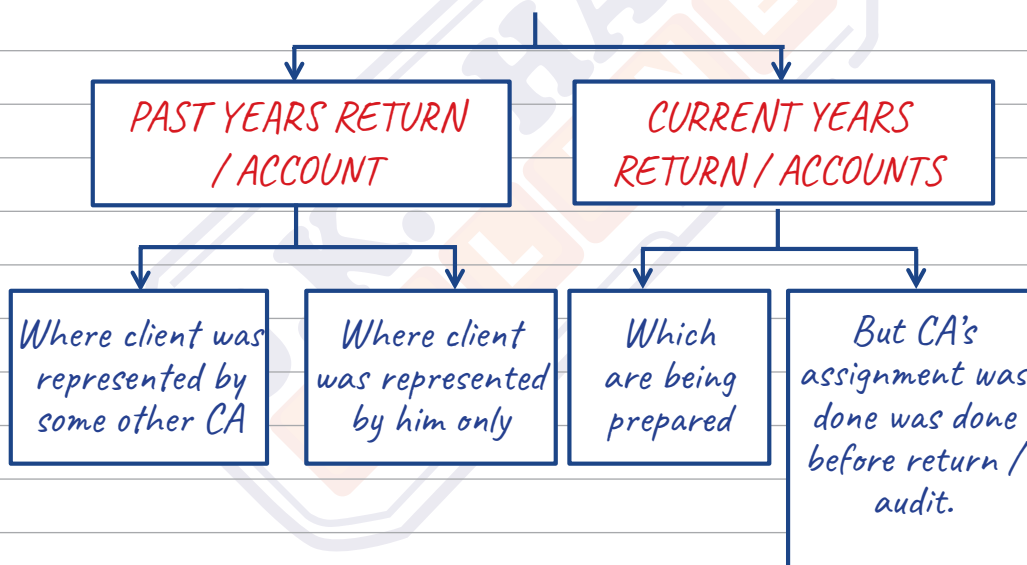 PAST YEARS RETURN
/ ACCOUNT
CURRENT YEARS
RETURN / ACCOUNTS
Where client was
represented by
some other CA
Where client
was represented
by him only
Which
are being
prepared
But CA's
assignment was
done was done
before return /
audit.